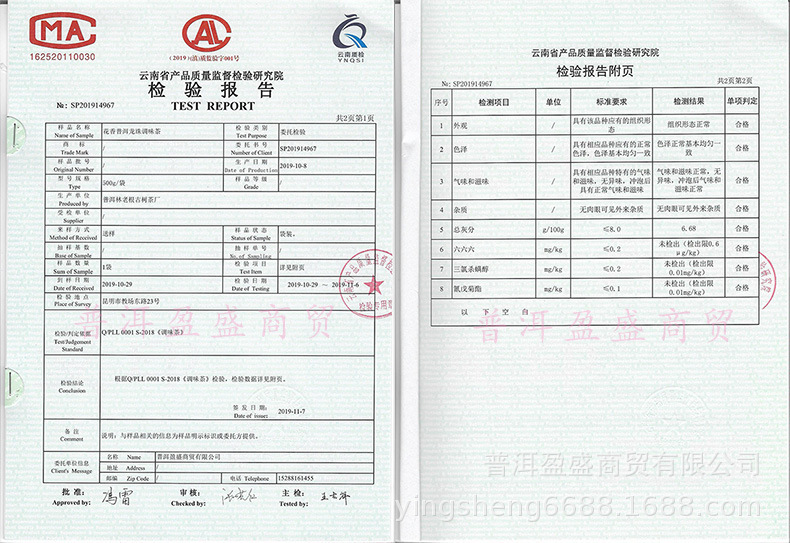 MA
162520110030
CAL
(2019)(滇)质监验字001号
云南质检
YNQSI
云南省产品质量监督检验研究院
检 验 报 告
№: SP201914967
TEST REPORT
共2页第1页
样品名称 Name of Sample 花香普洱龙珠调味茶 检验类别 Test Purpose 委托检验
商标 Trade Mark / 委托书号 Number of Client SP201914967
样品批号 Original Number / 生产日期 Date of Production 2019-10-8
型号规格 Type 500g/袋 样品等级 Grade /
生产单位 Produced by 普洱林老根古树茶厂
受检单位 Supplier /
来样方式 Method of Received 送样 样品状态 Status of Sample 袋装。
抽样基数 Base of Sample / 抽样单号 No. of Sampling /
样品数量 Sum of Sample 1袋 检验项目 Test Item 详见附页
到样日期 Date of Received 2019-10-29 检验日期 Date of Testing 2019-10-29 ～ 2019-11-6
检验地点 Place of Survey 昆明市教场东路23号
检验/判定依据 Test/Judgement Standard Q/PLL 0001 S-2018《调味茶》
检验结论 Conclusion 根据Q/PLL 0001 S-2018《调味茶》检验，检验数据详见附页。
签发日期： Date of issue: 2019-11-7
备注 Comment 说明：与样品相关的信息为样品明示标识或委托方提供。
委托单位信息 Client's Message 名称 Name 普洱盈盛商贸有限公司
地址 Address /
邮编 Zip Code / 电话 Telephone 15288161455
批准： Approved by: 审核： Checked by: 主检： Tested by:
检验专用章
普洱盈盛商贸
云南省产品质量监督检验研究院
检验报告附页
№: SP201914967
共2页第2页
序号 检测项目 单位 标准要求 检测结果 单项判定
1 外观 / 具有该品种应有的组织形态 组织形态正常 合格
2 色泽 / 具有相应品种应有的正常色泽，色泽基本均匀一致 色泽正常基本均匀一致 合格
3 气味和滋味 / 具有相应品种特有的气味和滋味，无异味，冲泡后具有正常气味和滋味 气味和滋味正常，无异味，冲泡后气味和滋味正常 合格
4 杂质 / 无肉眼可见外来杂质 无肉眼可见外来杂质 合格
5 总灰分 g/100g ≤8.0 6.68 合格
6 六六六 mg/kg ≤0.2 未检出（检出限0.6μg/kg） 合格
7 三氯杀螨醇 mg/kg ≤0.2 未检出（检出限0.01mg/kg） 合格
8 氰戊菊酯 mg/kg ≤0.1 未检出（检出限0.01mg/kg） 合格
以 下 空 白
普洱盈盛商贸
普洱盈盛商贸有限公司
yingsheng6688.1688.com